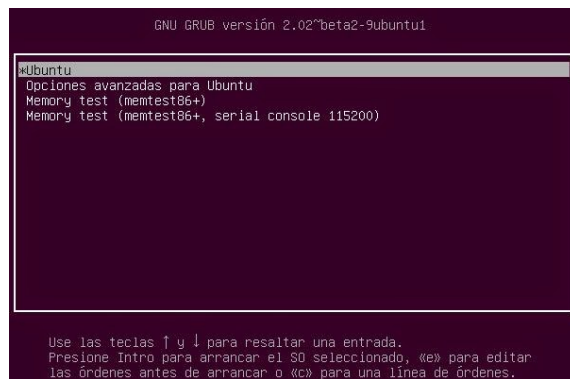 GNU GRUB versión 2.02~beta2-9ubuntu1
*Ubuntu
Opciones avanzadas para Ubuntu
Memory test (memtest86+)
Memory test (memtest86+, serial console 115200)
Use las teclas ↑ y ↓ para resaltar una entrada.
Presione Intro para arrancar el SO seleccionado, «e» para editar
las órdenes antes de arrancar o «c» para una línea de órdenes.